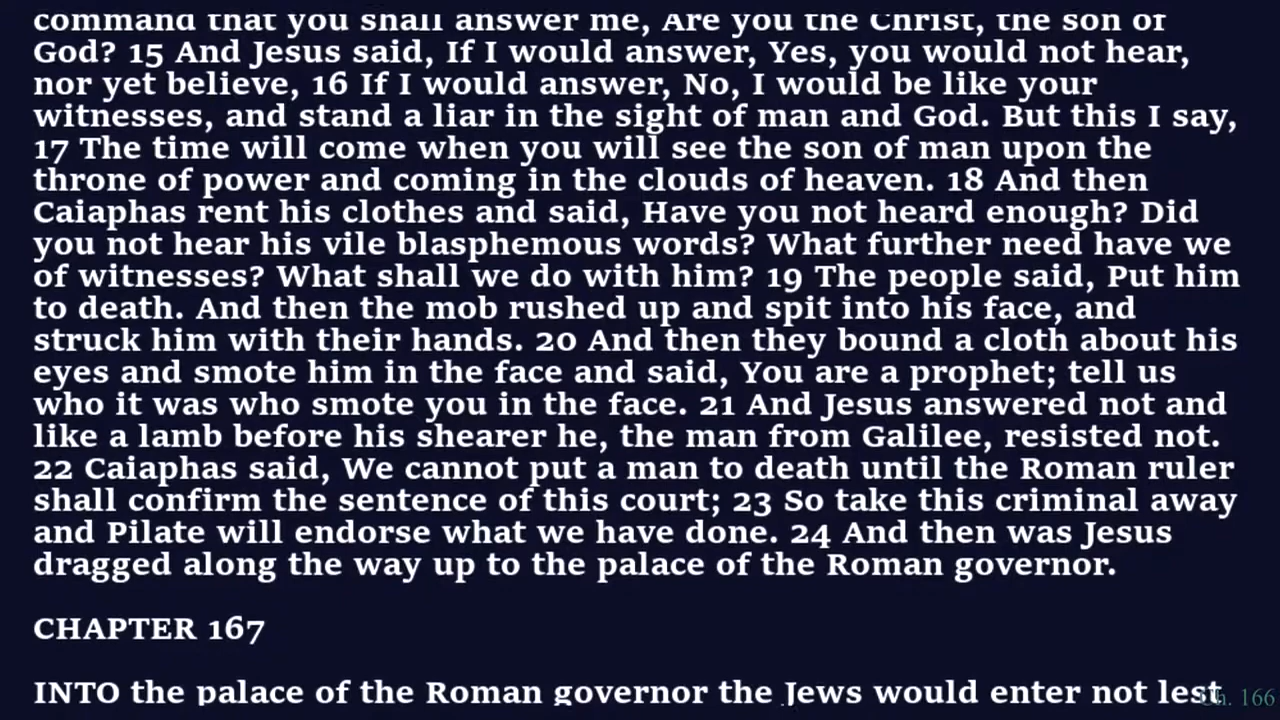 command that you shall answer me, Are you the Christ, the son of
God? 15 And Jesus said, If I would answer, Yes, you would not hear,
nor yet believe, 16 If I would answer, No, I would be like your
witnesses, and stand a liar in the sight of man and God. But this I say,
17 The time will come when you will see the son of man upon the
throne of power and coming in the clouds of heaven. 18 And then
Caiaphas rent his clothes and said, Have you not heard enough? Did
you not hear his vile blasphemous words? What further need have we
of witnesses? What shall we do with him? 19 The people said, Put him
to death. And then the mob rushed up and spit into his face, and
struck him with their hands. 20 And then they bound a cloth about his
eyes and smote him in the face and said, You are a prophet; tell us
who it was who smote you in the face. 21 And Jesus answered not and
like a lamb before his shearer he, the man from Galilee, resisted not.
22 Caiaphas said, We cannot put a man to death until the Roman ruler
shall confirm the sentence of this court; 23 So take this criminal away
and Pilate will endorse what we have done. 24 And then was Jesus
dragged along the way up to the palace of the Roman governor.
CHAPTER 167
INTO the palace of the Roman governor the Jews would enter not lest
Ch. 166